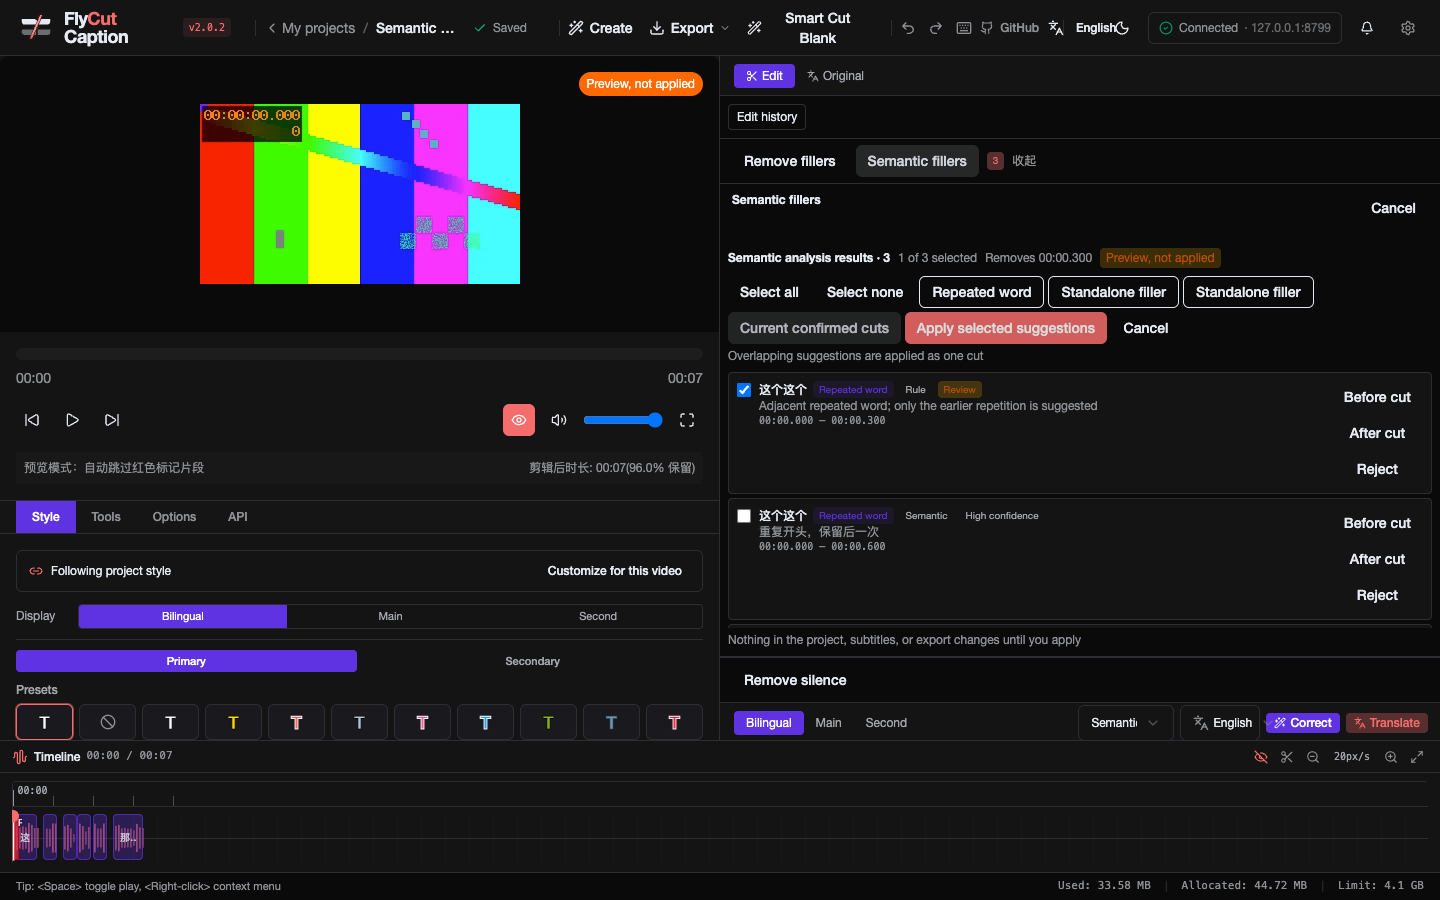 FlyCut
Caption
v2.0.2
My projects / Semantic ...
Saved
Create
Export
Smart Cut
Blank
GitHub
English
Connected · 127.0.0.1:8799
Preview, not applied
00:00:00.000
0
00:00
00:07
预览模式：自动跳过红色标记片段
剪辑后时长: 00:07(96.0% 保留)
Style
Tools
Options
API
Following project style
Customize for this video
Display
Bilingual
Main
Second
Primary
Secondary
Presets
T
T
T
T
T
T
T
T
T
T
Edit
Original
Edit history
Remove fillers
Semantic fillers
3
收起
Semantic fillers
Cancel
Semantic analysis results · 3
1 of 3 selected
Removes 00:00.300
Preview, not applied
Select all
Select none
Repeated word
Standalone filler
Standalone filler
Current confirmed cuts
Apply selected suggestions
Cancel
Overlapping suggestions are applied as one cut
这个这个
Repeated word
Rule
Review
Adjacent repeated word; only the earlier repetition is suggested
00:00.000 — 00:00.300
Before cut
After cut
Reject
这个这个
Repeated word
Semantic
High confidence
重复开头，保留后一次
00:00.000 — 00:00.600
Before cut
After cut
Reject
Nothing in the project, subtitles, or export changes until you apply
Remove silence
Bilingual
Main
Second
Semantic
English
Correct
Translate
Timeline
00:00 / 00:07
20px/s
00:00
这
那...
Tip: <Space> toggle play, <Right-click> context menu
Used: 33.58 MB
Allocated: 44.72 MB
Limit: 4.1 GB